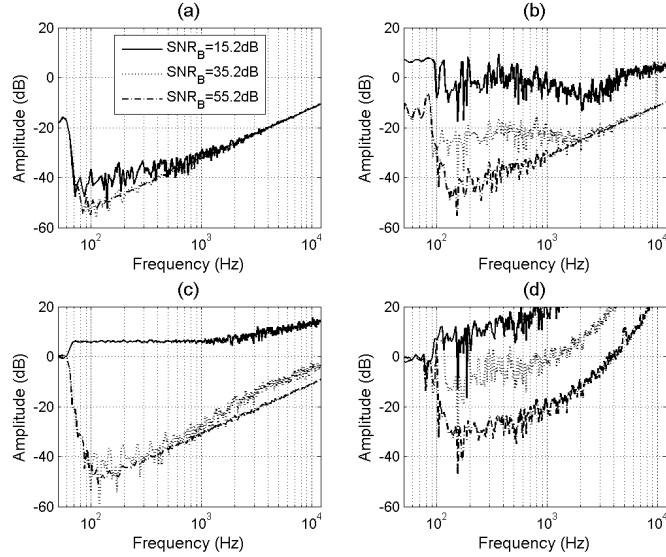 (a)
(b)
SNR_B=15.2dB
SNR_B=35.2dB
SNR_B=55.2dB
20
0
-20
-40
-60
10^2
10^3
10^4
Amplitude (dB)
Frequency (Hz)
20
0
-20
-40
-60
10^2
10^3
10^4
Amplitude (dB)
Frequency (Hz)
(c)
(d)
20
0
-20
-40
-60
10^2
10^3
10^4
Amplitude (dB)
Frequency (Hz)
20
0
-20
-40
-60
10^2
10^3
10^4
Amplitude (dB)
Frequency (Hz)